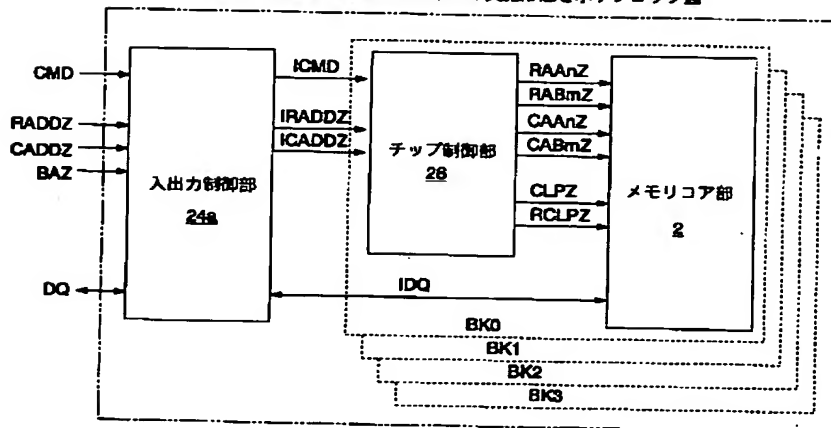 CMD
RADDZ
CADDZ
BAZ
DQ
入出力制御部
24a
ICMD
IRADDZ
ICADDZ
チップ制御部
26
RAAnZ
RABmZ
CAAnZ
CABmZ
CLPZ
RCLPZ
メモリコア部
2
IDQ
BK0
BK1
BK2
BK3